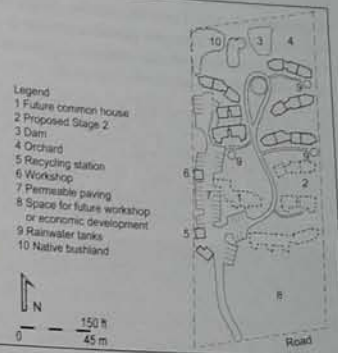 Legend
1 Future common house
2 Proposed Stage 2
3 Dam
4 Orchard
5 Recycling station
6 Workshop
7 Permeable paving
8 Space for future workshop
or economic development
9 Rainwater tanks
10 Native bushland
N
150 ft
0 45 m
10
3
4
9
9
9
6
2
7
5
8
Road